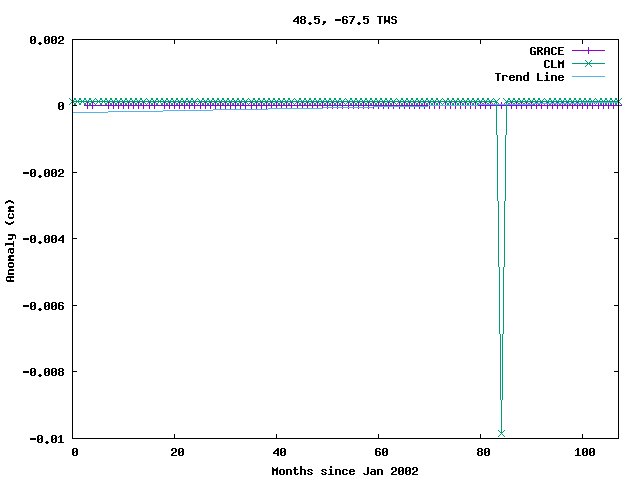 48.5, -67.5 TWS
GRACE
CLM
Trend Line
0.002
0
-0.002
-0.004
-0.006
-0.008
-0.01
Anomaly (cm)
0 20 40 60 80 100
Months since Jan 2002